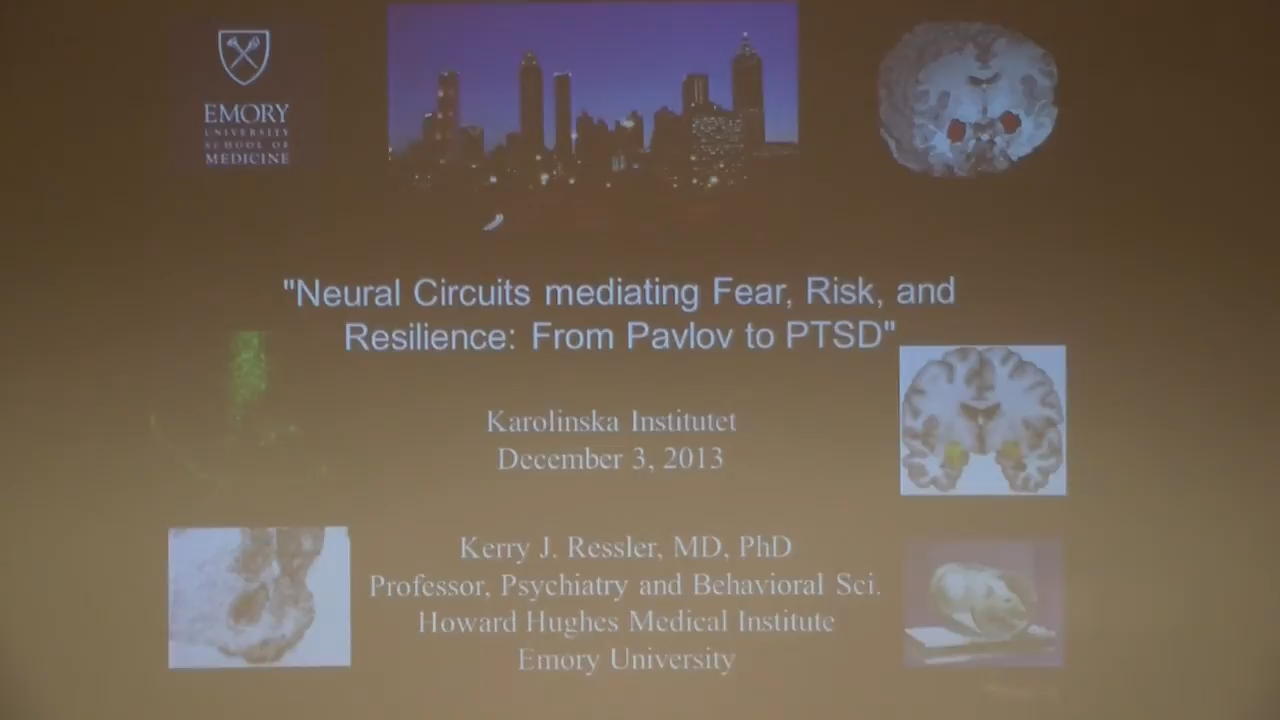 EMORY
UNIVERSITY
SCHOOL OF
MEDICINE
"Neural Circuits mediating Fear, Risk, and
Resilience: From Pavlov to PTSD"
Karolinska Institutet
December 3, 2013
Kerry J. Ressler, MD, PhD
Professor, Psychiatry and Behavioral Sci.
Howard Hughes Medical Institute
Emory University